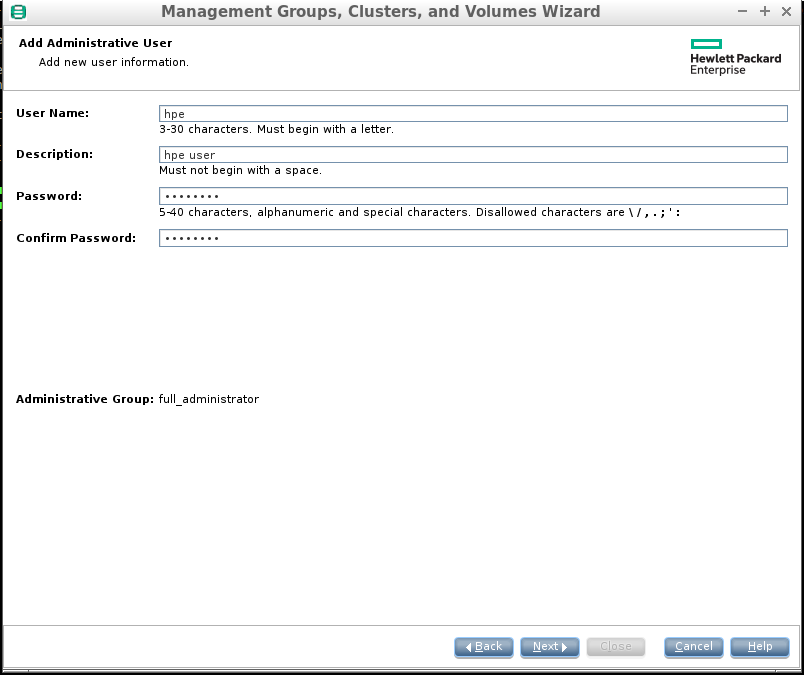 Management Groups, Clusters, and Volumes Wizard
Add Administrative User
Add new user information.
Hewlett Packard
Enterprise
User Name: hpe
3-30 characters. Must begin with a letter.
Description: hpe user
Must not begin with a space.
Password: ••••••••
5-40 characters, alphanumeric and special characters. Disallowed characters are \ / , . ; ' :
Confirm Password: ••••••••
Administrative Group: full_administrator
Back Next Close Cancel Help